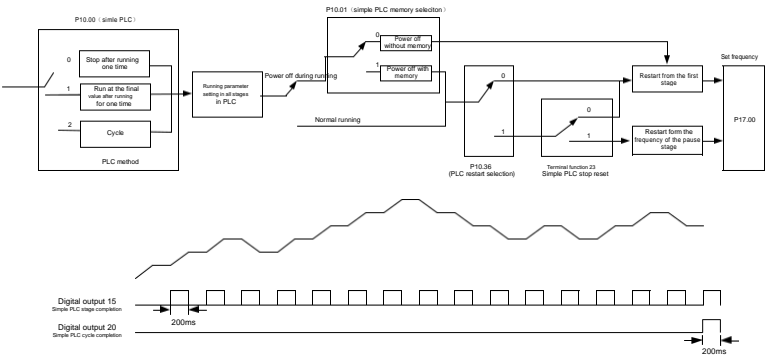 P10.00（simle PLC）
0
Stop after running
one time
1
Run at the final
value after running
for one time
2
Cycle
PLC method
Running parameter
setting in all stages
in PLC
Power off during running
Normal running
P10.01（simple PLC memory seleciton）
0
Power off
without memory
1
Power off with
memory
0
1
P10.36
(PLC restart selection)
0
1
Terminal function 23
Simple PLC stop reset
Restart from the first
stage
Restart form the
frequency of the pause
stage
Set frequency
P17.00
Digital output 15
Simple PLC stage completion
200ms
Digital output 20
Simple PLC cycle completion
200ms